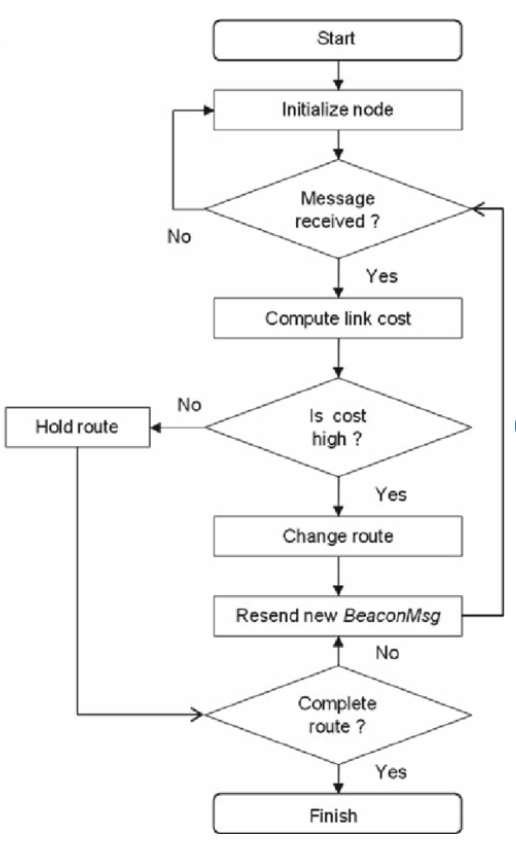 Start
Initialize node
Message
received ?
No
Yes
Compute link cost
No
Is cost
high ?
Hold route
Yes
Change route
Resend new BeaconMsg
No
Complete
route ?
Yes
Finish